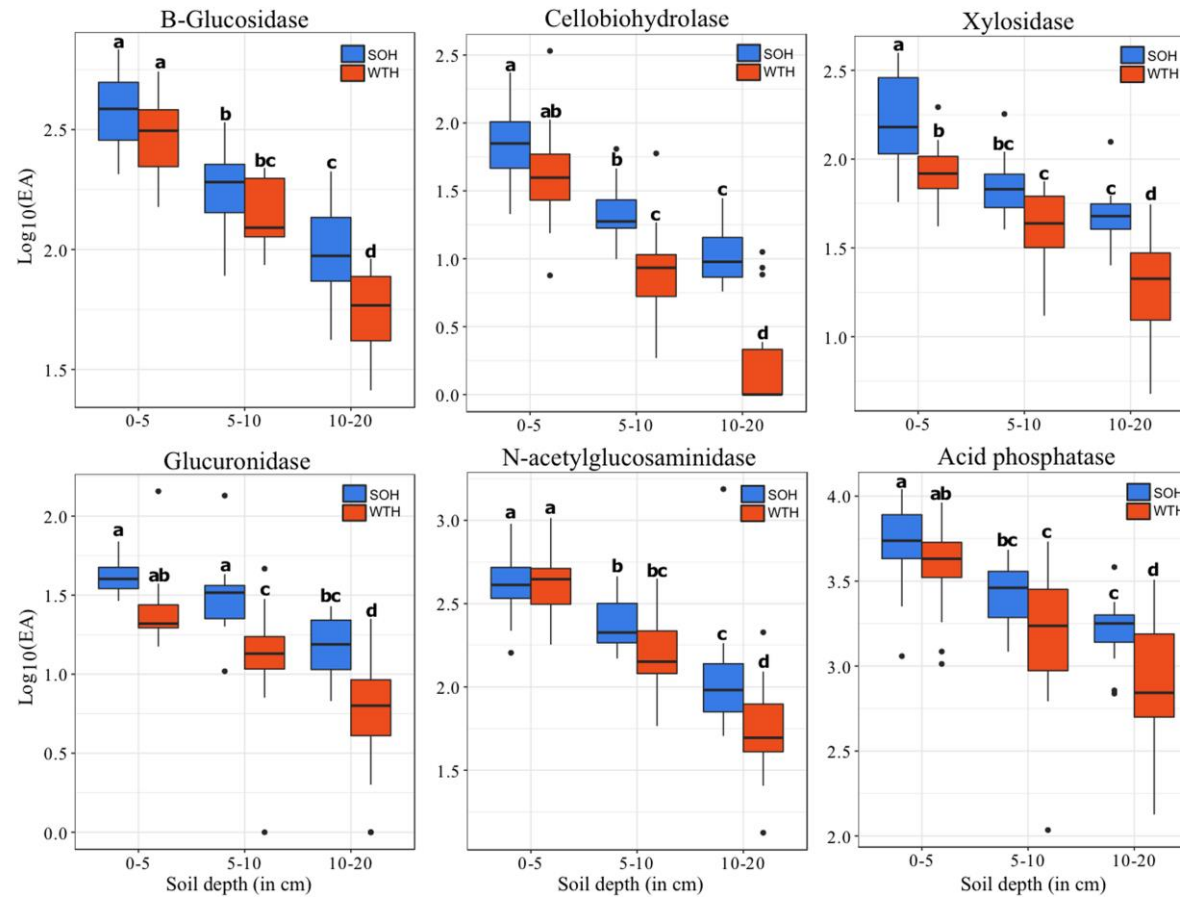 B-Glucosidase
Cellobiohydrolase
Xylosidase
Log10(EA)
2.5
2.0
1.5
a
a
b
bc
c
d
SOH
WTH
0-5
5-10
10-20
2.5
2.0
1.5
1.0
0.5
0.0
a
ab
b
c
c
d
SOH
WTH
0-5
5-10
10-20
2.5
2.0
1.5
1.0
a
b
bc
c
c
d
SOH
WTH
0-5
5-10
10-20
Glucuronidase
N-acetylglucosaminidase
Acid phosphatase
Log10(EA)
2.0
1.5
1.0
0.5
0.0
a
ab
a
c
bc
d
SOH
WTH
0-5
5-10
10-20
Soil depth (in cm)
3.0
2.5
2.0
1.5
a
a
b
bc
c
d
SOH
WTH
0-5
5-10
10-20
Soil depth (in cm)
4.0
3.5
3.0
2.5
2.0
a
ab
bc
c
c
d
SOH
WTH
0-5
5-10
10-20
Soil depth (in cm)